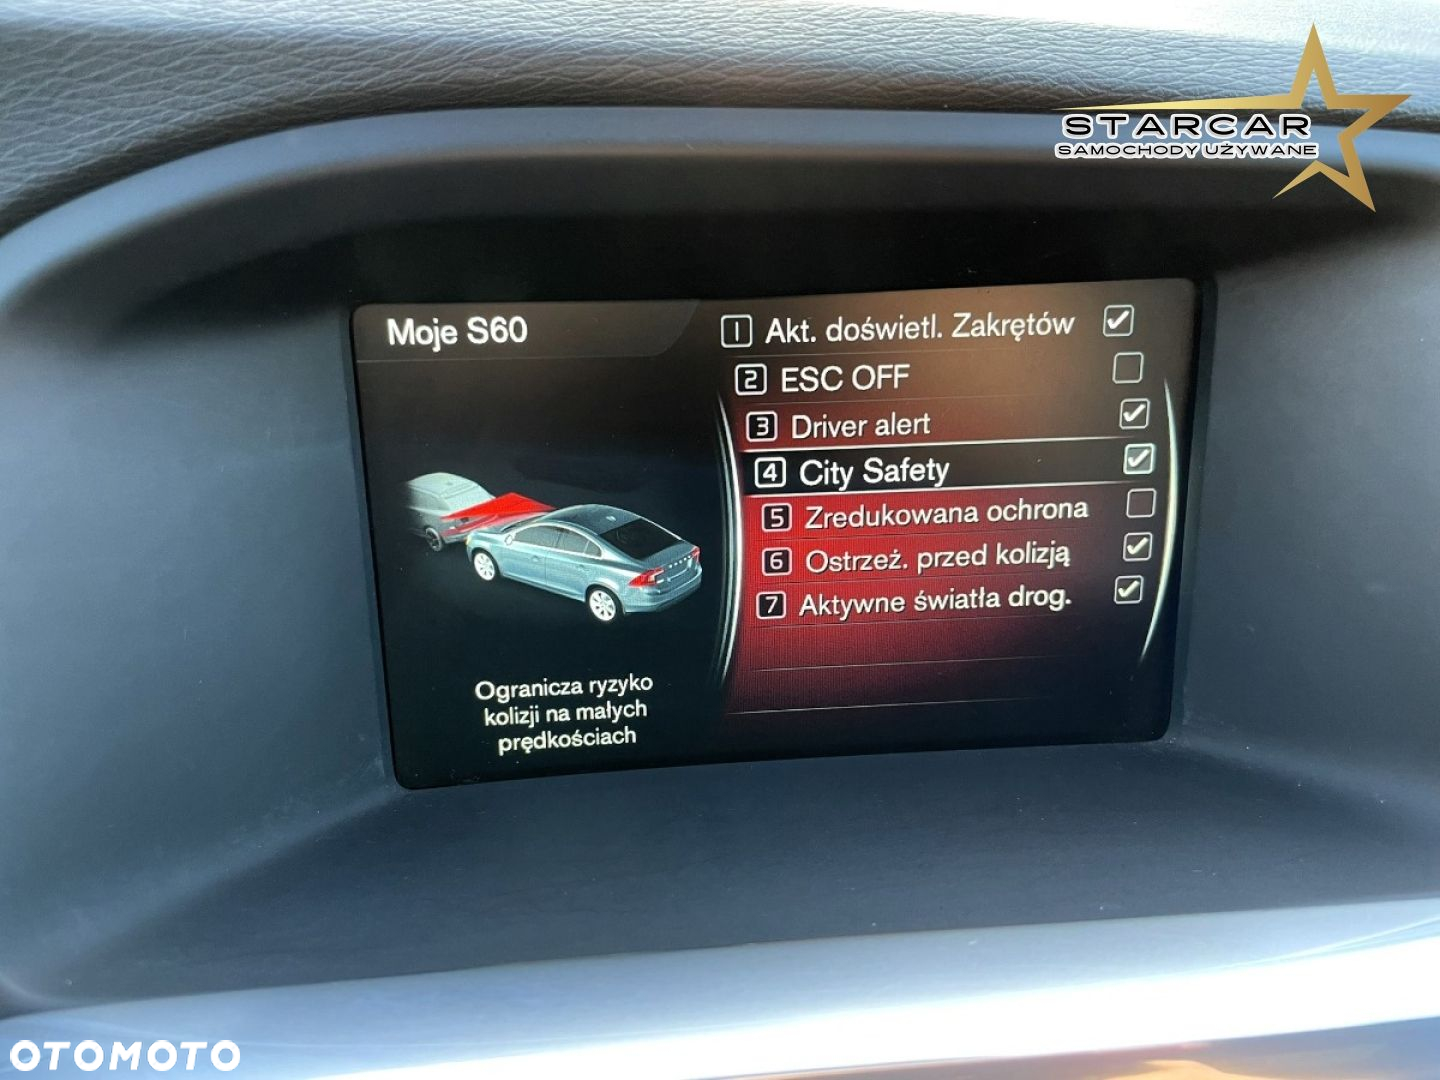 STARCAR
SAMOCHODY UŻYWANE
Moje S60
1 Akt. doświetl. Zakrętów
2 ESC OFF
3 Driver alert
4 City Safety
5 Zredukowana ochrona
6 Ostrzeż. przed kolizją
7 Aktywne światła drog.
Ogranicza ryzyko
kolizji na małych
prędkościach
OTOMOTO